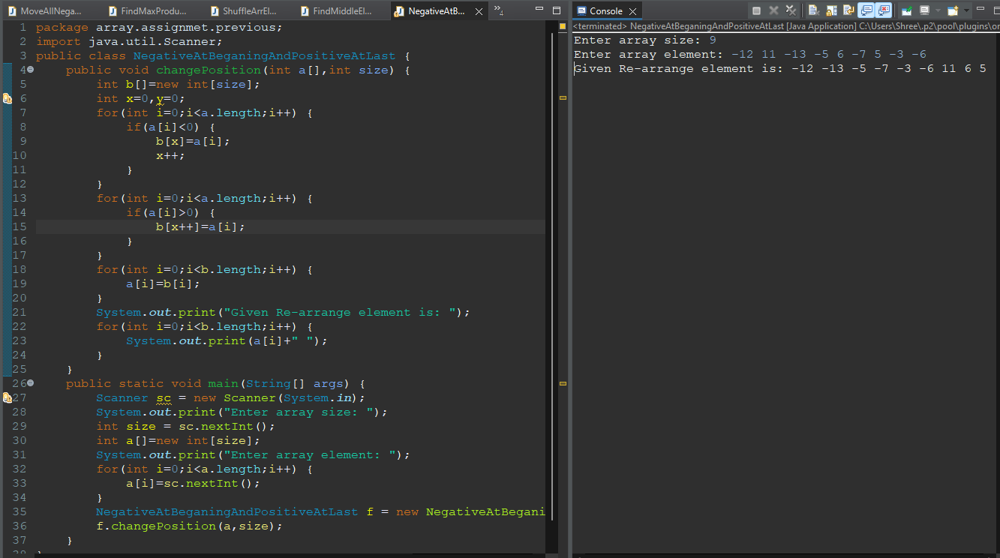 MoveAllNega... FindMaxProdu... ShuffleArrEl... FindMiddleEl... NegativeAtB... »4
1 package array.assignmet.previous;
2 import java.util.Scanner;
3 public class NegativeAtBeganingAndPositiveAtLast {
4 public void changePosition(int a[],int size) {
5 int b[]=new int[size];
6 int x=0,y=0;
7 for(int i=0;i<a.length;i++) {
8 if(a[i]<0) {
9 b[x]=a[i];
10 x++;
11 }
12 }
13 for(int i=0;i<a.length;i++) {
14 if(a[i]>0) {
15 b[x++]=a[i];
16 }
17 }
18 for(int i=0;i<b.length;i++) {
19 a[i]=b[i];
20 }
21 System.out.print("Given Re-arrange element is: ");
22 for(int i=0;i<b.length;i++) {
23 System.out.print(a[i]+" ");
24 }
25 }
26 public static void main(String[] args) {
27 Scanner sc = new Scanner(System.in);
28 System.out.print("Enter array size: ");
29 int size = sc.nextInt();
30 int a[]=new int[size];
31 System.out.print("Enter array element: ");
32 for(int i=0;i<a.length;i++) {
33 a[i]=sc.nextInt();
34 }
35 NegativeAtBeganingAndPositiveAtLast f = new NegativeAtBegani
36 f.changePosition(a,size);
37 }
38 }
Console
<terminated> NegativeAtBeganingAndPositiveAtLast [Java Application] C:\Users\Shree\.p2\pool\plugins\or
Enter array size: 9
Enter array element: -12 11 -13 -5 6 -7 5 -3 -6
Given Re-arrange element is: -12 -13 -5 -7 -3 -6 11 6 5